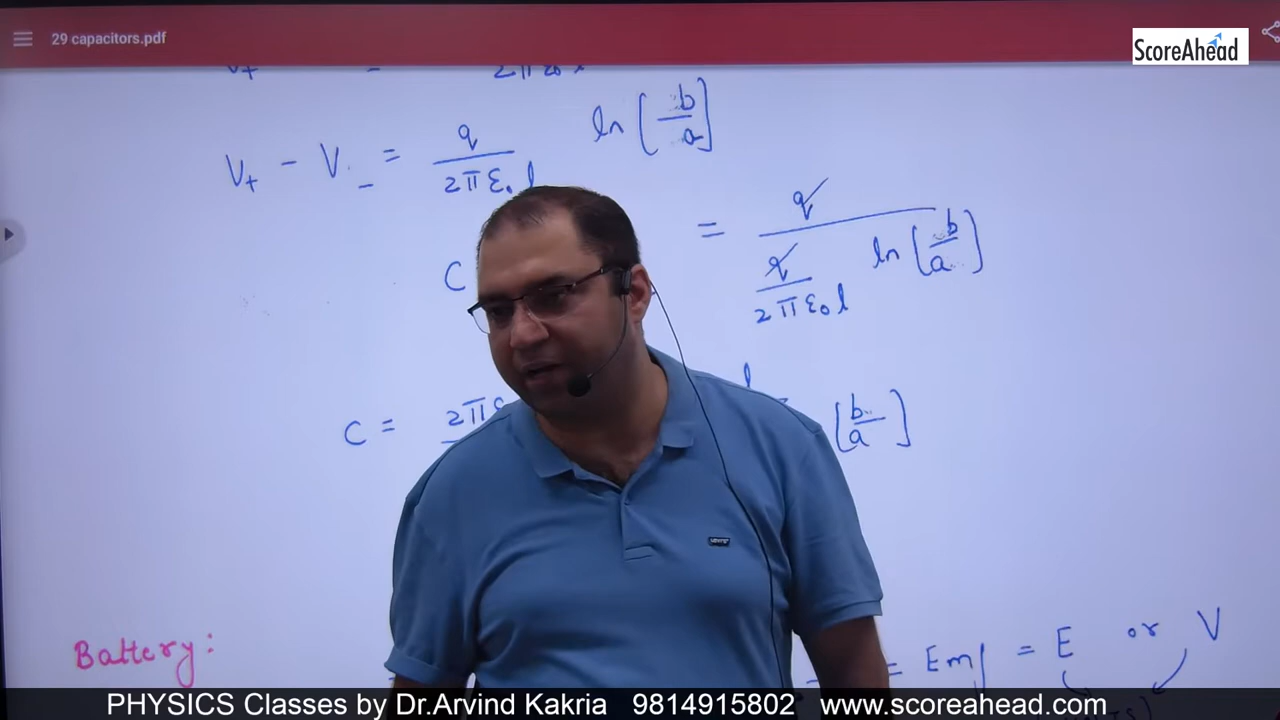 29 capacitors.pdf
ScoreAhead
V₊ - V₋ = q / 2πε₀l ln [b/a]
C = q / (q / 2πε₀l) ln [b/a]
C = 2πε l [b/a]
Battery:
= Emf = E or V
PHYSICS Classes by Dr.Arvind Kakria 9814915802 www.scoreahead.com